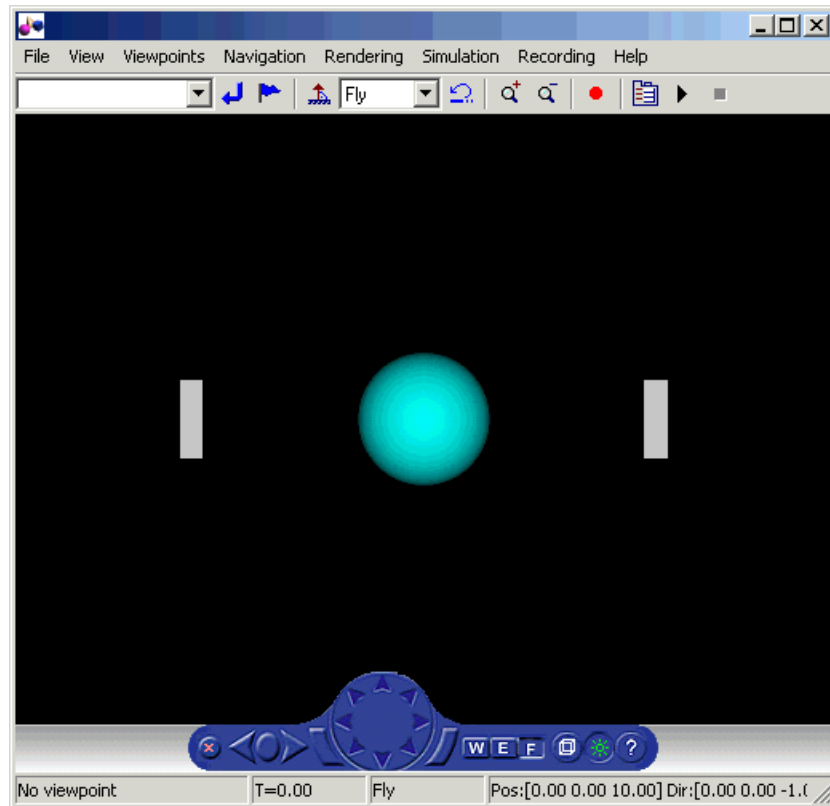 File View Viewpoints Navigation Rendering Simulation Recording Help
Fly
W E F ?
No viewpoint T=0.00 Fly Pos:[0.00 0.00 10.00] Dir:[0.00 0.00 -1.(